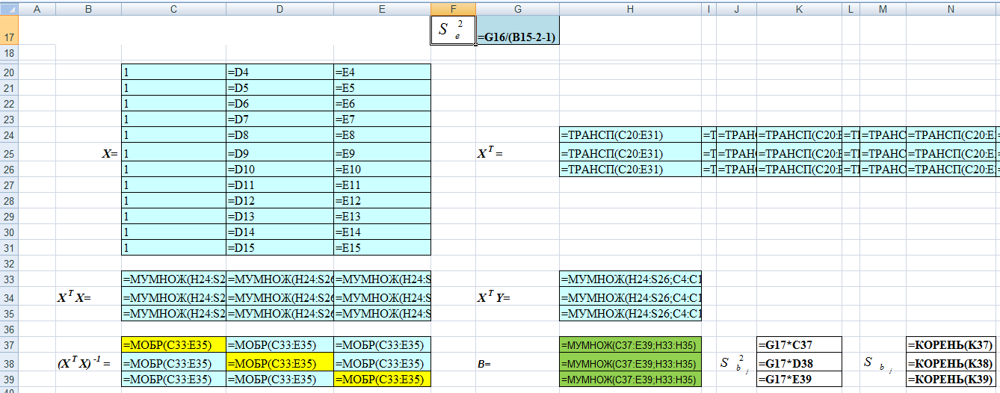 A B C D E F G H I J K L M N
17 S e 2 =G16/(B15-2-1)
18
20 1 =D4 =E4
21 1 =D5 =E5
22 1 =D6 =E6
23 1 =D7 =E7
24 1 =D8 =E8 =ТРАНСП(C20:E31) =Т =ТРАН =ТРАНСП(C20:E =Т =ТРАНС =ТРАНСП(C20:E
25 X= 1 =D9 =E9 X T = =ТРАНСП(C20:E31) =Т =ТРАН =ТРАНСП(C20:E =Т =ТРАНС =ТРАНСП(C20:E
26 1 =D10 =E10 =ТРАНСП(C20:E31) =Т =ТРАН =ТРАНСП(C20:E =Т =ТРАНС =ТРАНСП(C20:E
27 1 =D11 =E11
28 1 =D12 =E12
29 1 =D13 =E13
30 1 =D14 =E14
31 1 =D15 =E15
32
33 =МУМНОЖ(H24:S2 =МУМНОЖ(H24:S26 =МУМНОЖ(H24:S =МУМНОЖ(H24:S26;C4:C1
34 X T X= =МУМНОЖ(H24:S2 =МУМНОЖ(H24:S26 =МУМНОЖ(H24:S X T Y= =МУМНОЖ(H24:S26;C4:C1
35 =МУМНОЖ(H24:S2 =МУМНОЖ(H24:S26 =МУМНОЖ(H24:S =МУМНОЖ(H24:S26;C4:C1
36
37 =МОБР(C33:E35) =МОБР(C33:E35) =МОБР(C33:E35) =МУМНОЖ(C37:E39;H33:H35) =G17*C37 =КОРЕНЬ(K37)
38 (X T X) -1 = =МОБР(C33:E35) =МОБР(C33:E35) =МОБР(C33:E35) B= =МУМНОЖ(C37:E39;H33:H35) S b j 2 =G17*D38 S b j =КОРЕНЬ(K38)
39 =МОБР(C33:E35) =МОБР(C33:E35) =МОБР(C33:E35) =МУМНОЖ(C37:E39;H33:H35) =G17*E39 =КОРЕНЬ(K39)